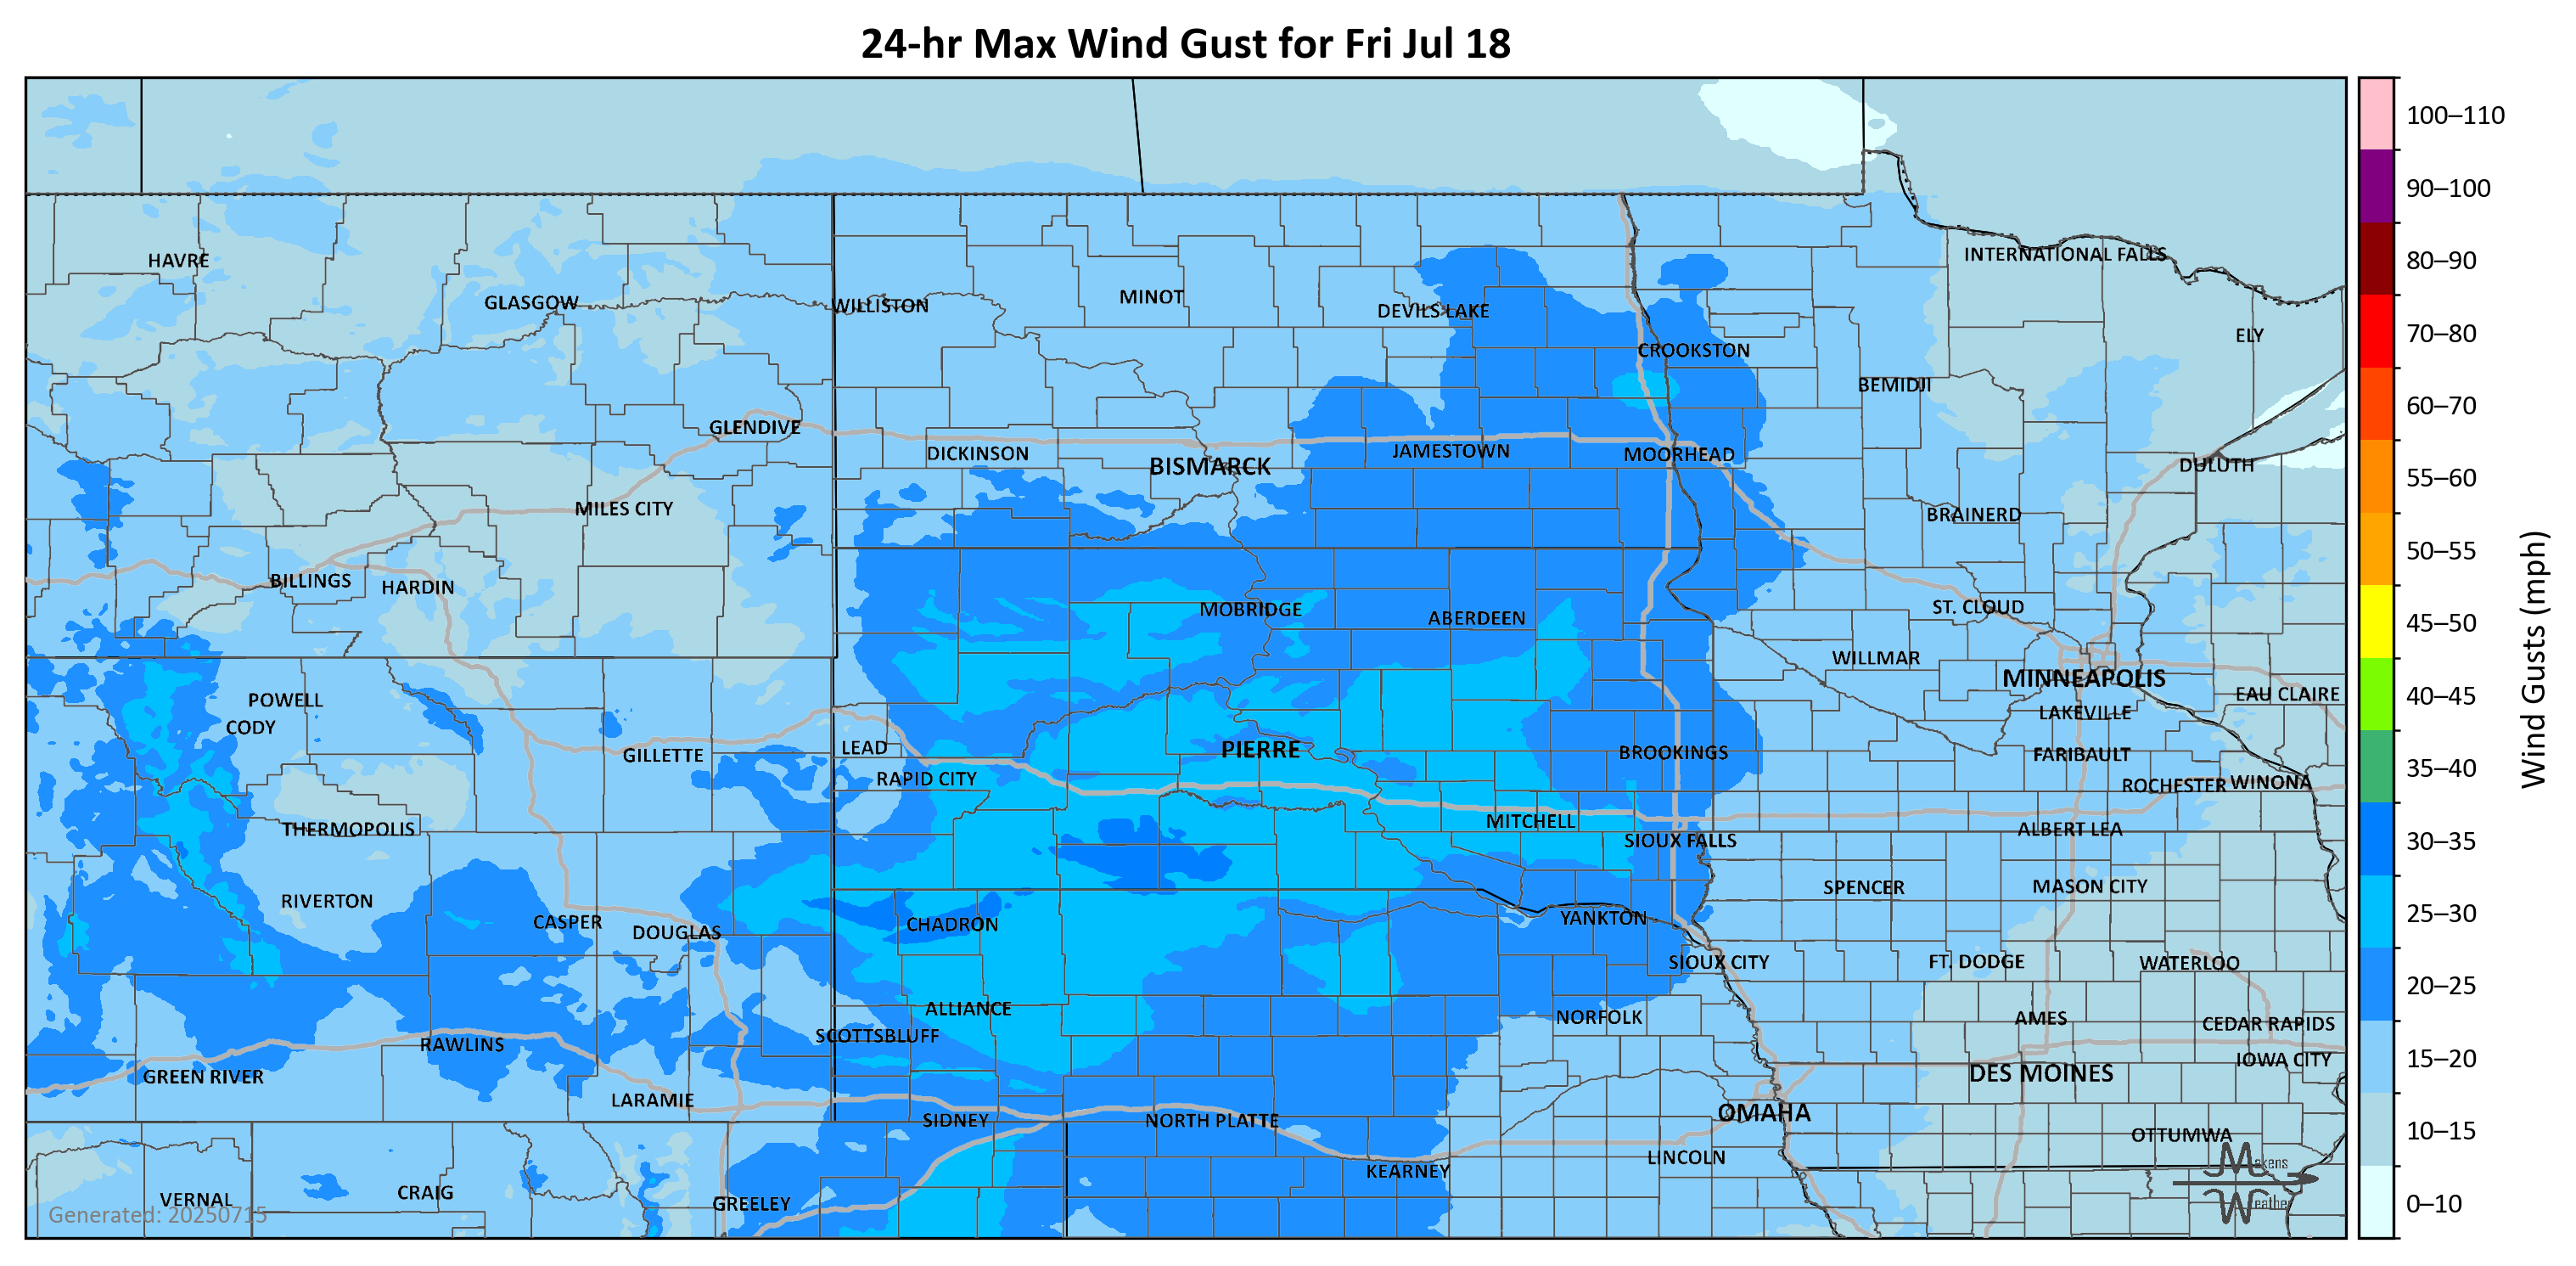 24-hr Max Wind Gust for Fri Jul 18
100–110
90–100
80–90
70–80
60–70
55–60
50–55
45–50
40–45
35–40
30–35
25–30
20–25
15–20
10–15
0–10
Wind Gusts (mph)
HAVRE
INTERNATIONAL FALLS
GLASGOW
WILLISTON
MINOT
DEVILS LAKE
ELY
CROOKSTON
BEMIDJI
GLENDIVE
DICKINSON
BISMARCK
JAMESTOWN
MOORHEAD
DULUTH
MILES CITY
BRAINERD
BILLINGS
HARDIN
MOBRIDGE
ABERDEEN
ST. CLOUD
WILLMAR
MINNEAPOLIS
EAU CLAIRE
POWELL
CODY
LAKEVILLE
GILLETTE
LEAD
PIERRE
BROOKINGS
FARIBAULT
RAPID CITY
ROCHESTER
WINONA
THERMOPOLIS
MITCHELL
ALBERT LEA
SIOUX FALLS
RIVERTON
SPENCER
MASON CITY
CASPER
DOUGLAS
CHADRON
YANKTON
SIOUX CITY
FT. DODGE
WATERLOO
ALLIANCE
NORFOLK
AMES
CEDAR RAPIDS
SCOTTSBLUFF
RAWLINS
IOWA CITY
GREEN RIVER
DES MOINES
LARAMIE
SIDNEY
NORTH PLATTE
OMAHA
OTTUMWA
KEARNEY
LINCOLN
VERNAL
CRAIG
GREELEY
Makens
Weather
Generated: 20250715